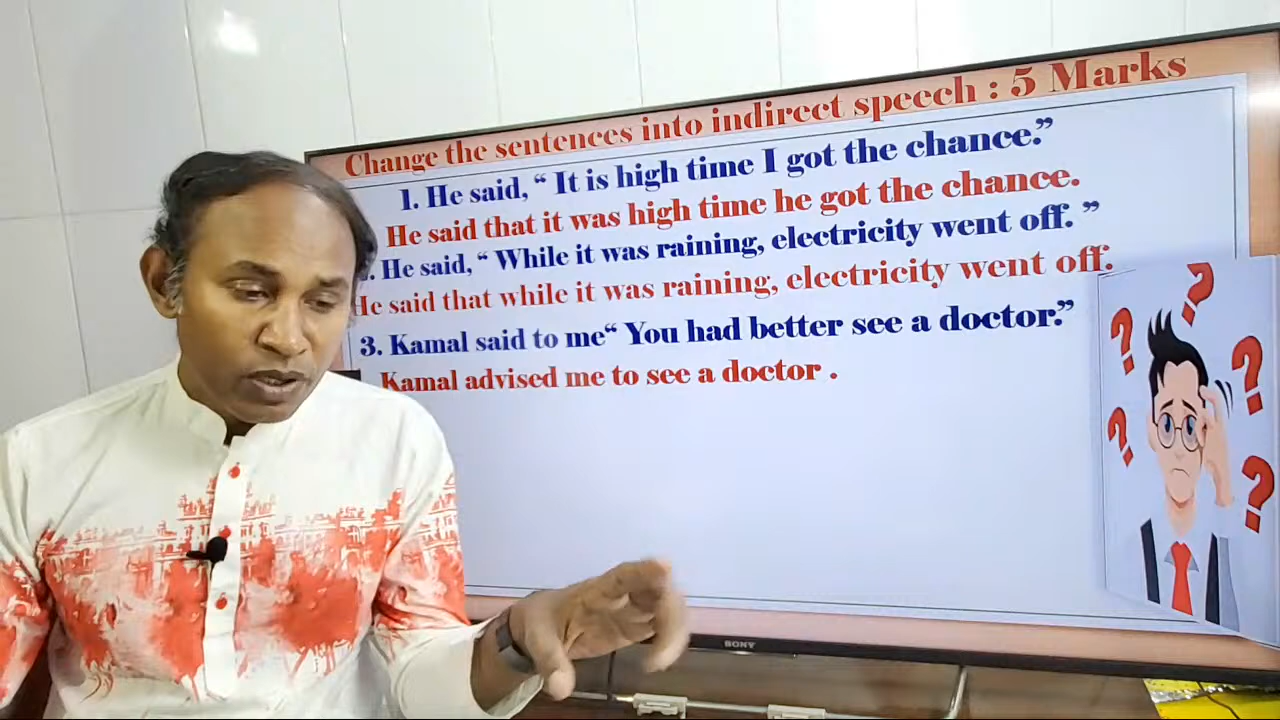 Change the sentences into indirect speech : 5 Marks
1. He said, “ It is high time I got the chance.”
He said that it was high time he got the chance.
. He said, “ While it was raining, electricity went off. ”
He said that while it was raining, electricity went off.
3. Kamal said to me“ You had better see a doctor.”
Kamal advised me to see a doctor .
? ? ? ? ?
SONY